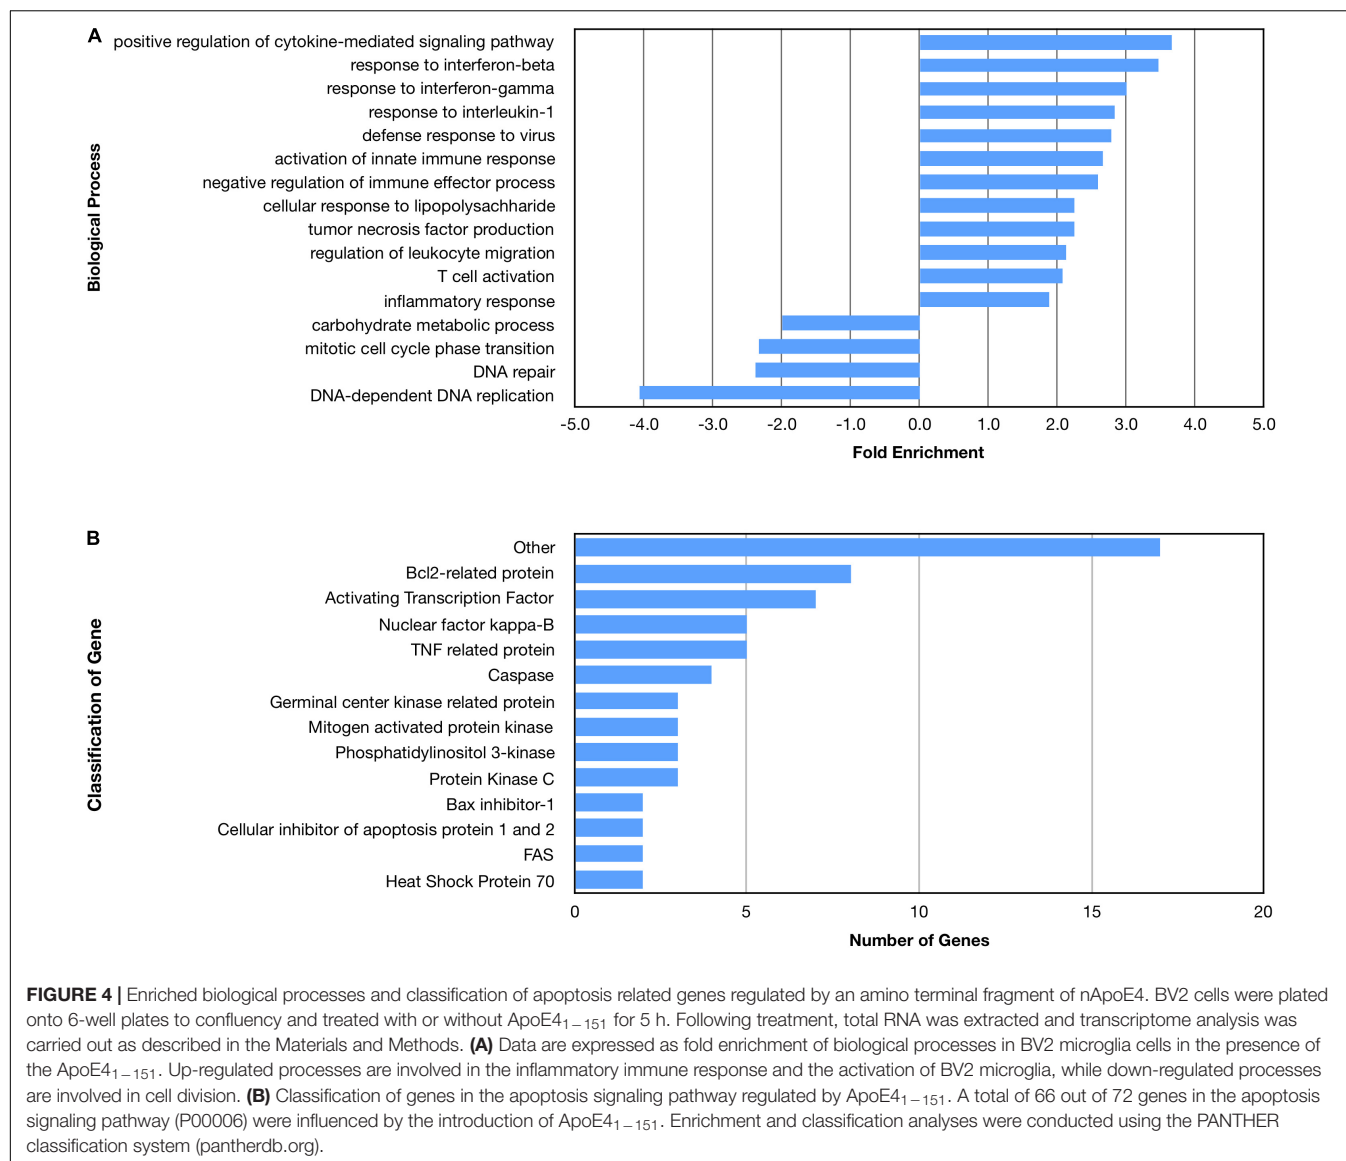 A
positive regulation of cytokine-mediated signaling pathway
response to interferon-beta
response to interferon-gamma
response to interleukin-1
defense response to virus
activation of innate immune response
negative regulation of immune effector process
cellular response to lipopolysachharide
tumor necrosis factor production
regulation of leukocyte migration
T cell activation
inflammatory response
carbohydrate metabolic process
mitotic cell cycle phase transition
DNA repair
DNA-dependent DNA replication
Biological Process
-5.0 -4.0 -3.0 -2.0 -1.0 0.0 1.0 2.0 3.0 4.0 5.0
Fold Enrichment
B
Other
Bcl2-related protein
Activating Transcription Factor
Nuclear factor kappa-B
TNF related protein
Caspase
Germinal center kinase related protein
Mitogen activated protein kinase
Phosphatidylinositol 3-kinase
Protein Kinase C
Bax inhibitor-1
Cellular inhibitor of apoptosis protein 1 and 2
FAS
Heat Shock Protein 70
Classification of Gene
0 5 10 15 20
Number of Genes
FIGURE 4 | Enriched biological processes and classification of apoptosis related genes regulated by an amino terminal fragment of nApoE4. BV2 cells were plated
onto 6-well plates to confluency and treated with or without ApoE4₁₋₁₅₁ for 5 h. Following treatment, total RNA was extracted and transcriptome analysis was
carried out as described in the Materials and Methods. (A) Data are expressed as fold enrichment of biological processes in BV2 microglia cells in the presence of
the ApoE4₁₋₁₅₁. Up-regulated processes are involved in the inflammatory immune response and the activation of BV2 microglia, while down-regulated processes
are involved in cell division. (B) Classification of genes in the apoptosis signaling pathway regulated by ApoE4₁₋₁₅₁. A total of 66 out of 72 genes in the apoptosis
signaling pathway (P00006) were influenced by the introduction of ApoE4₁₋₁₅₁. Enrichment and classification analyses were conducted using the PANTHER
classification system (pantherdb.org).